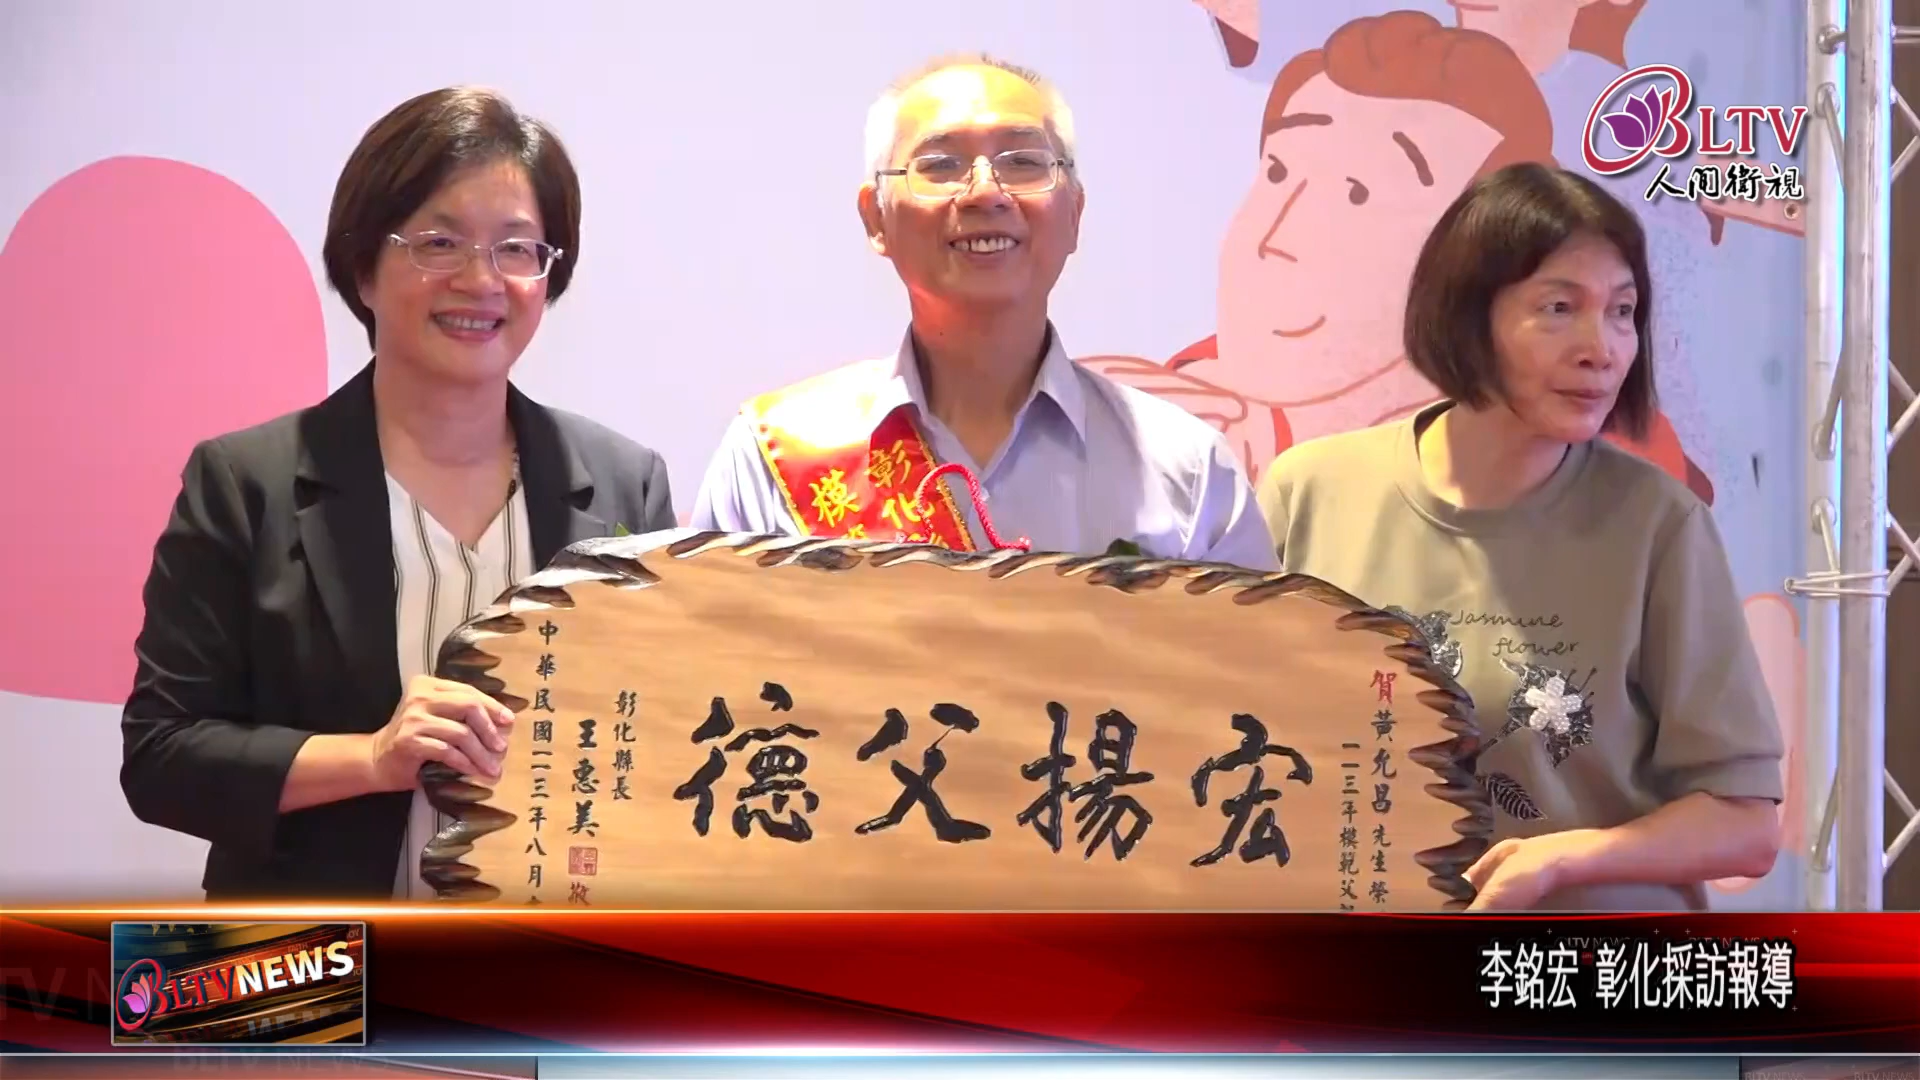 BLTV
人間衛視
彰化
模
Jasmine
flower
賀黃允昌先生榮
一一三年模範父
宏揚父德
彰化縣長
王惠美
敬
中華民國一一三年八月
BLTVNEWS
李銘宏 彰化採訪報導